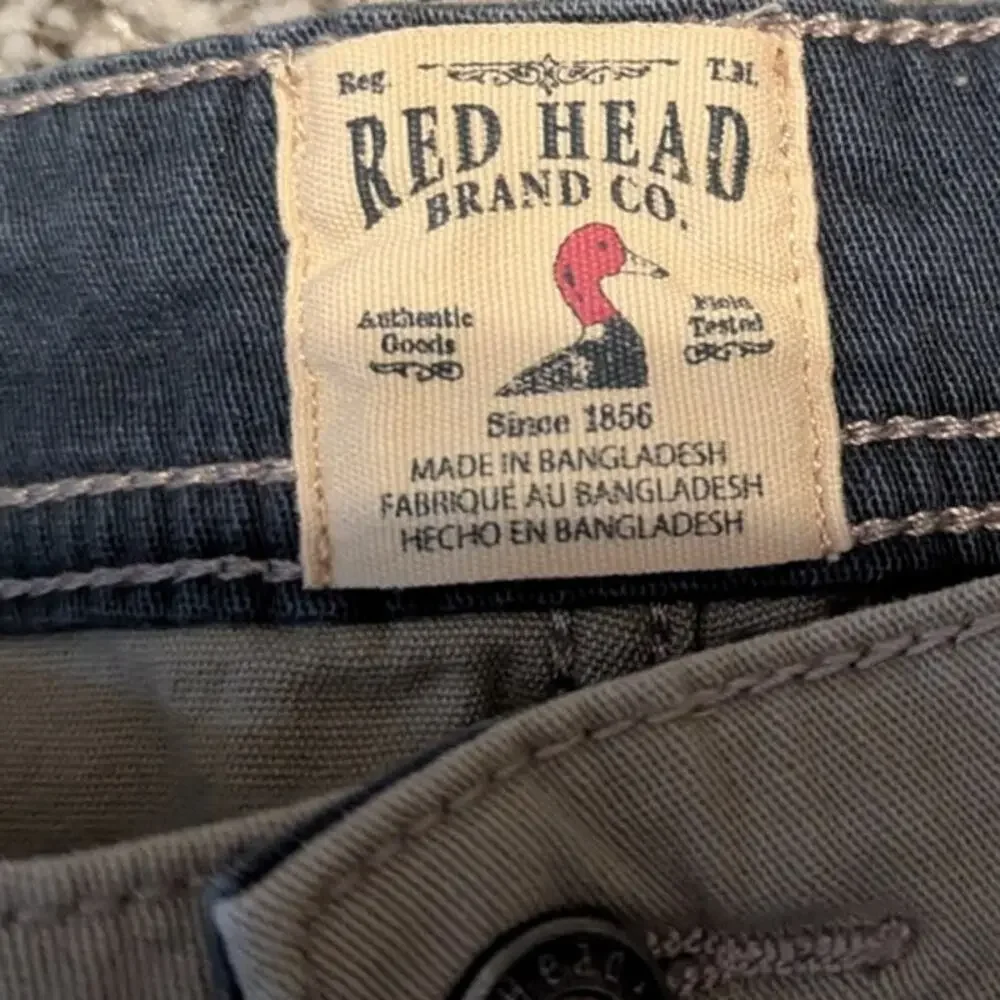 Reg. T.M.
RED HEAD
BRAND CO.
Authentic
Goods
Field
Tested
Since 1856
MADE IN BANGLADESH
FABRIQUE AU BANGLADESH
HECHO EN BANGLADESH
Head